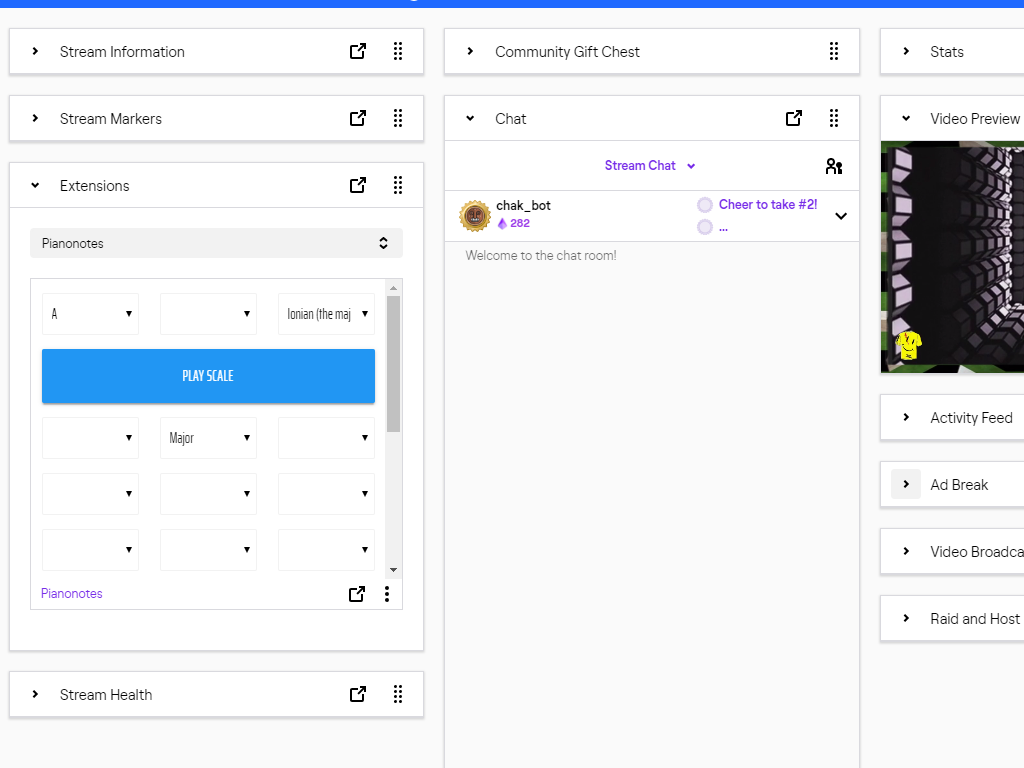 Stream Information
Stream Markers
Extensions
Pianonotes
A
Ionian (the maj
PLAY SCALE
Major
Pianonotes
Stream Health
Community Gift Chest
Chat
Stream Chat
chak_bot
282
Cheer to take #2!
...
Welcome to the chat room!
Stats
Video Preview
Activity Feed
Ad Break
Video Broadca
Raid and Host